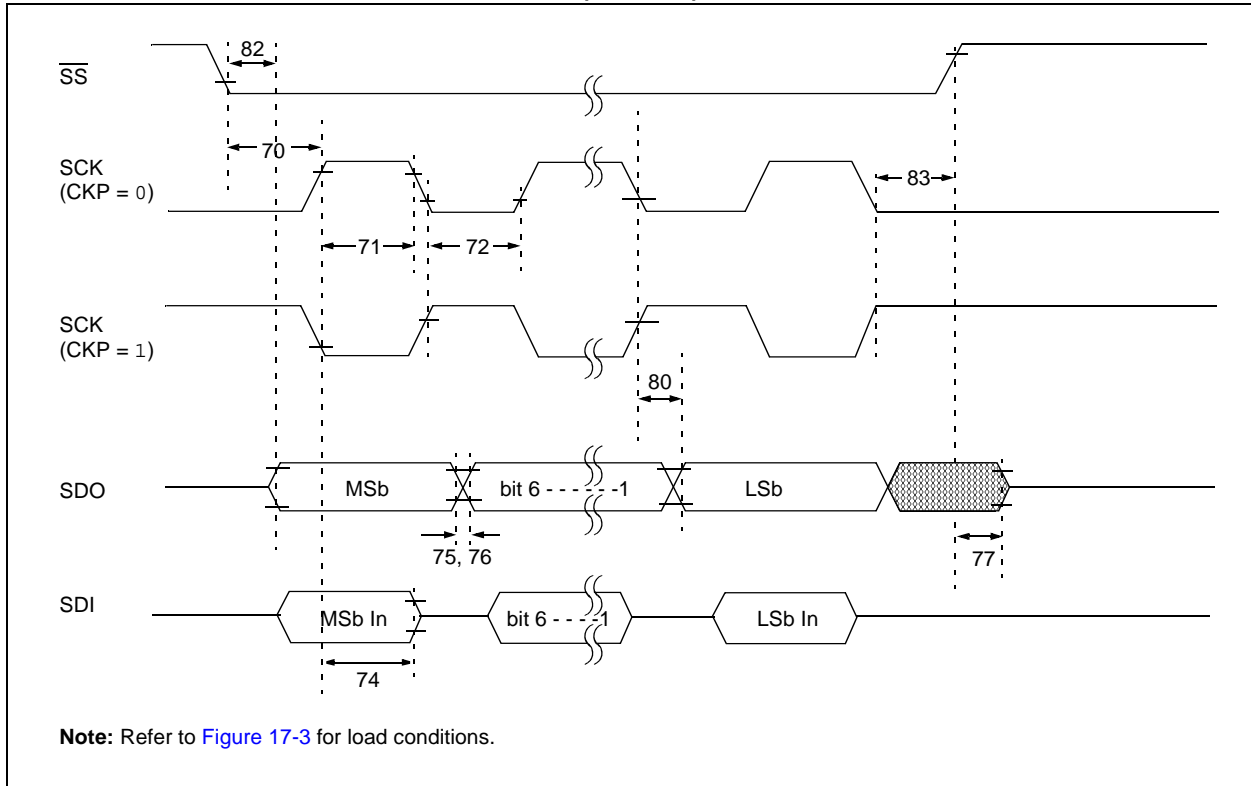 82
SS
70
SCK
(CKP = 0)
83
71
72
SCK
(CKP = 1)
80
SDO
MSb
bit 6 - - - - - -1
LSb
75, 76
77
SDI
MSb In
bit 6 - - - -1
LSb In
74
Note: Refer to Figure 17-3 for load conditions.